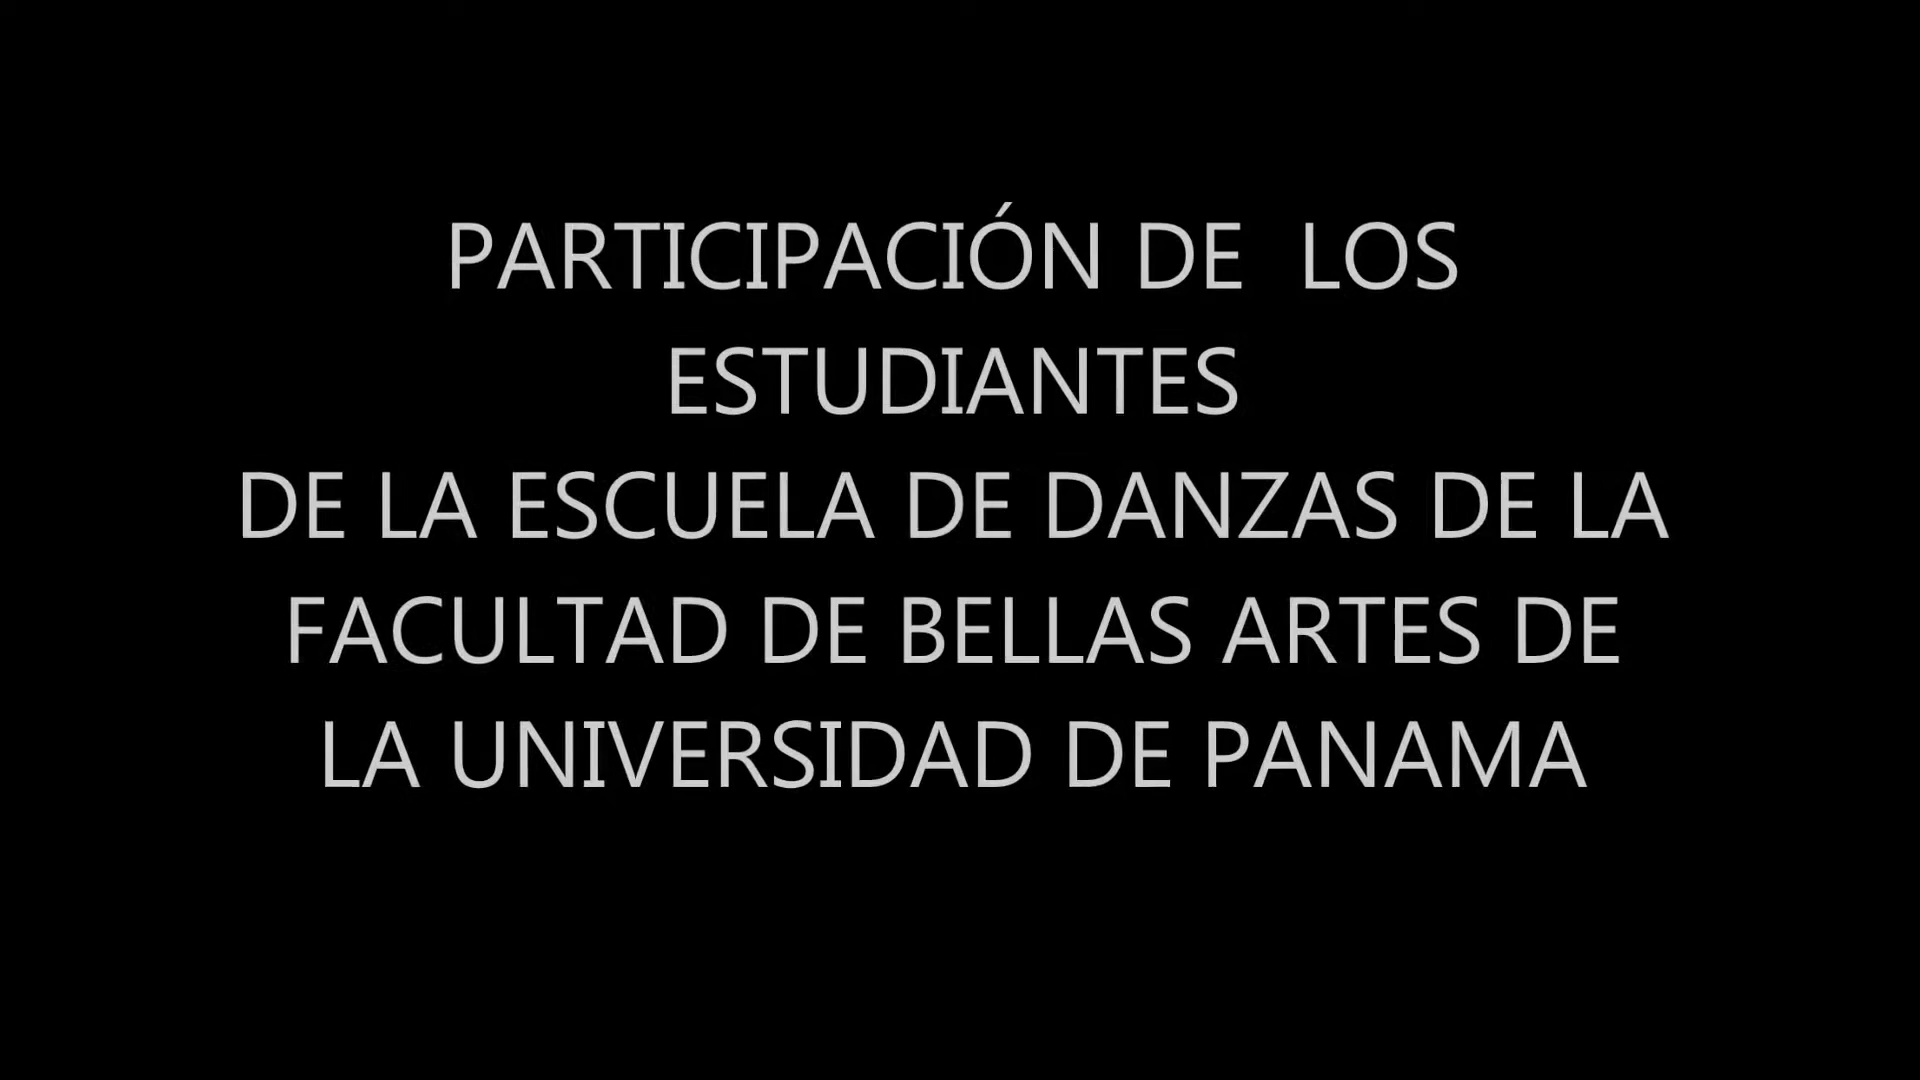 PARTICIPACIÓN DE  LOS
ESTUDIANTES
DE LA ESCUELA DE DANZAS DE LA
FACULTAD DE BELLAS ARTES DE
LA UNIVERSIDAD DE PANAMA